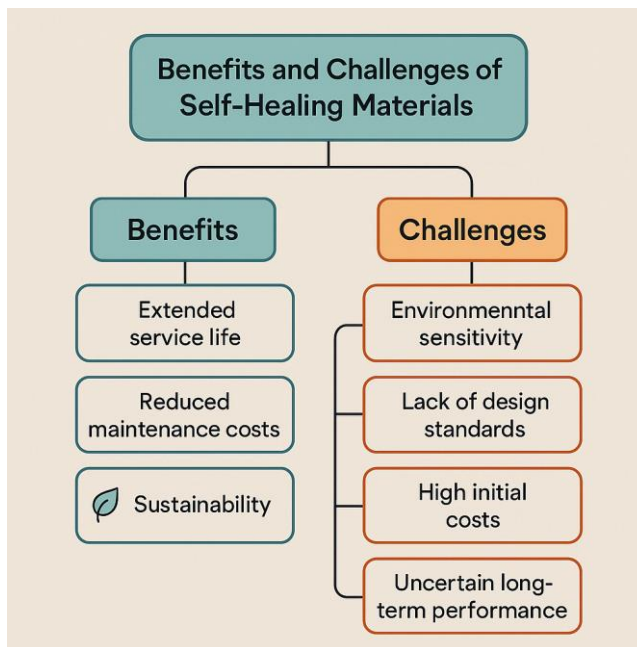 Benefits and Challenges of
Self-Healing Materials
Benefits
Challenges
Extended
service life
Reduced
maintenance costs
Sustainability
Environmenntal
sensitivity
Lack of design
standards
High initial
costs
Uncertain long-
term performance